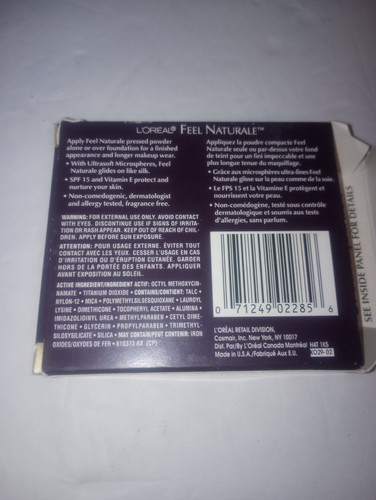 L'ORÉAL® FEEL NATURALE™
Apply Feel Naturale pressed powder
alone or over foundation for a finished
appearance and longer makeup wear.
• With Ultrasoft Microspheres, Feel
Naturale glides on like silk.
• SPF 15 and Vitamin E protect and
nurture your skin.
• Non-comedogenic, dermatologist
and allergy tested, fragrance free.
WARNING: FOR EXTERNAL USE ONLY. AVOID CONTACT
WITH EYES. DISCONTINUE USE IF SIGNS OF IRRITA-
TION OR RASH APPEAR. KEEP OUT OF REACH OF CHIL-
DREN. APPLY BEFORE SUN EXPOSURE.
ATTENTION: POUR USAGE EXTERNE. ÉVITER TOUT
CONTACT AVEC LES YEUX. CESSER L'USAGE EN CAS
D'IRRITATION OU D'ÉRUPTION CUTANÉE. GARDER
HORS DE LA PORTÉE DES ENFANTS. APPLIQUER
AVANT EXPOSITION AU SOLEIL.
ACTIVE INGREDIENT/INGRÉDIENT ACTIF: OCTYL METHOXYCIN-
NAMATE • TITANIUM DIOXIDE • CONTAINS/CONTIENT: TALC •
NYLON-12 • MICA • POLYMETHYLSILSESQUIOXANE • LAUROYL
LYSINE • DIMETHICONE • TOCOPHERYL ACETATE • ALUMINA •
IMIDAZOLIDINYL UREA • METHYLPARABEN • CETYL DIME-
THICONE • GLYCERIN • PROPYLPARABEN • TRIMETHYL-
SILOXYSILICATE • SILICA • MAY CONTAIN/PEUT CONTENIR: IRON
OXIDES/OXYDES DE FER • 610373 (CP)
Appliquez la poudre compacte Feel
Naturale seule ou par-dessus votre fond
de teint pour un fini impeccable et une
plus longue tenue du maquillage.
• Grâce aux microsphères ultra-fines Feel
Naturale glisse sur la peau comme de la soie.
• Le FPS 15 et la Vitamine E protègent et
nourrissent votre peau.
• Non-comédogène, testé sous contrôle
dermatologique et soumis aux tests
d'allergies, sans parfum.
0 71249 02285 6
L'ORÉAL RETAIL DIVISION,
Cosmair, Inc. New York, NY 10017
Dist. Par/By L'Oréal Canada Montréal H4T 1K5
Made in U.S.A./Fabriqué Aux É.U.
SEE INSIDE PANEL FOR DETAILS